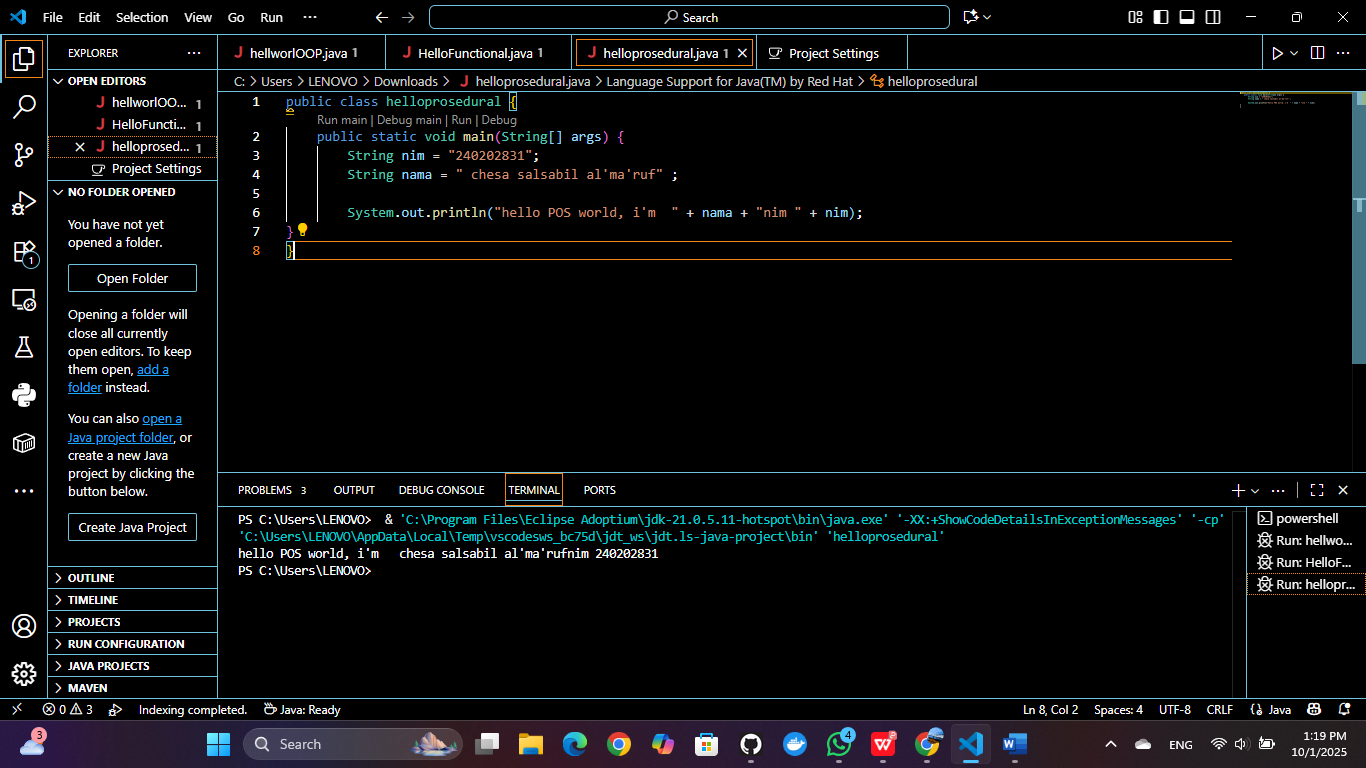 File Edit Selection View Go Run ··· Search
EXPLORER ···
OPEN EDITORS
hellworlOO... 1
HelloFuncti... 1
helloprosed... 1
Project Settings
NO FOLDER OPENED
You have not yet
opened a folder.
Open Folder
Opening a folder will
close all currently
open editors. To keep
them open, add a
folder instead.
You can also open a
Java project folder, or
create a new Java
project by clicking the
button below.
Create Java Project
OUTLINE
TIMELINE
PROJECTS
RUN CONFIGURATION
JAVA PROJECTS
MAVEN
1
hellworlOOP.java 1 HelloFunctional.java 1 helloprosedural.java 1 Project Settings
C: > Users > LENOVO > Downloads > helloprosedural.java > Language Support for Java(TM) by Red Hat > helloprosedural
1 public class helloprosedural {
Run main | Debug main | Run | Debug
2 public static void main(String[] args) {
3 String nim = "240202831";
4 String nama = " chesa salsabil al'ma'ruf" ;
5
6 System.out.println("hello POS world, i'm  " + nama + "nim " + nim);
7 }
8 }
PROBLEMS 3 OUTPUT DEBUG CONSOLE TERMINAL PORTS
PS C:\Users\LENOVO>  & 'C:\Program Files\Eclipse Adoptium\jdk-21.0.5.11-hotspot\bin\java.exe' '-XX:+ShowCodeDetailsInExceptionMessages' '-cp'
'C:\Users\LENOVO\AppData\Local\Temp\vscodesws_bc75d\jdt_ws\jdt.ls-java-project\bin' 'helloprosedural'
hello POS world, i'm   chesa salsabil al'ma'rufnim 240202831
PS C:\Users\LENOVO>
powershell
Run: hellwo...
Run: HelloF...
Run: hellopr...
0 3 Indexing completed. Java: Ready Ln 8, Col 2 Spaces: 4 UTF-8 CRLF {} Java
3 Search 4 ENG 1:19 PM
10/1/2025